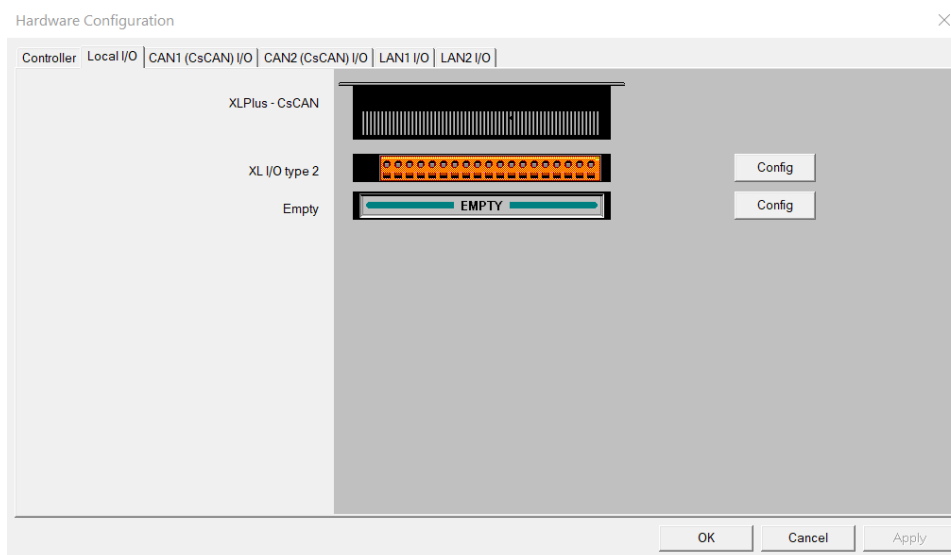 Hardware Configuration
Controller Local I/O CAN1 (CsCAN) I/O CAN2 (CsCAN) I/O LAN1 I/O LAN2 I/O
XLPlus - CsCAN
XL I/O type 2 Config
Empty EMPTY Config
OK Cancel Apply